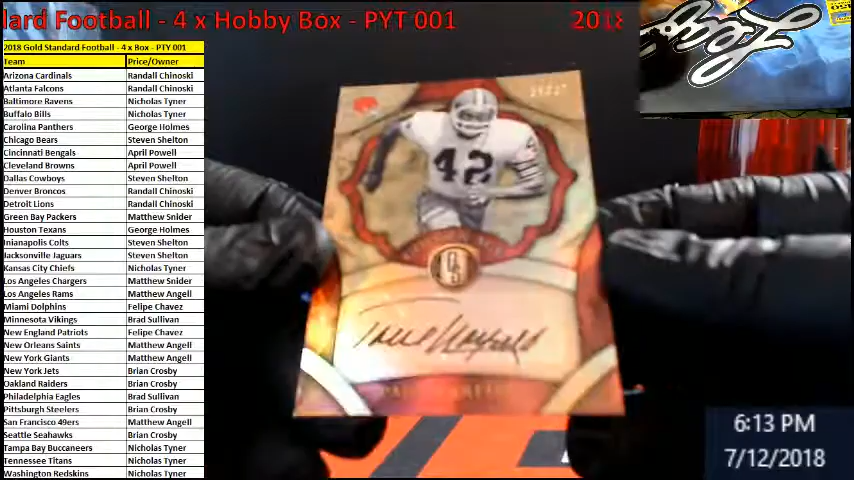 lard Football - 4 x Hobby Box - PYT 001 2018
2018 Gold Standard Football - 4 x Box - PTY 001
Team Price/Owner
Arizona Cardinals Randall Chinoski
Atlanta Falcons Randall Chinoski
Baltimore Ravens Nicholas Tyner
Buffalo Bills Nicholas Tyner
Carolina Panthers George Holmes
Chicago Bears Steven Shelton
Cincinnati Bengals April Powell
Cleveland Browns April Powell
Dallas Cowboys Steven Shelton
Denver Broncos Randall Chinoski
Detroit Lions Randall Chinoski
Green Bay Packers Matthew Snider
Houston Texans George Holmes
Inianapolis Colts Steven Shelton
Jacksonville Jaguars Steven Shelton
Kansas City Chiefs Nicholas Tyner
Los Angeles Chargers Matthew Snider
Los Angeles Rams Matthew Angell
Miami Dolphins Felipe Chavez
Minnesota Vikings Brad Sullivan
New England Patriots Felipe Chavez
New Orleans Saints Matthew Angell
New York Giants Matthew Angell
New York Jets Brian Crosby
Oakland Raiders Brian Crosby
Philadelphia Eagles Brad Sullivan
Pittsburgh Steelers Brian Crosby
San Francisco 49ers Matthew Angell
Seattle Seahawks Brian Crosby
Tampa Bay Buccaneers Nicholas Tyner
Tennessee Titans Nicholas Tyner
Washington Redskins Nicholas Tyner
42
GS
6:13 PM
7/12/2018